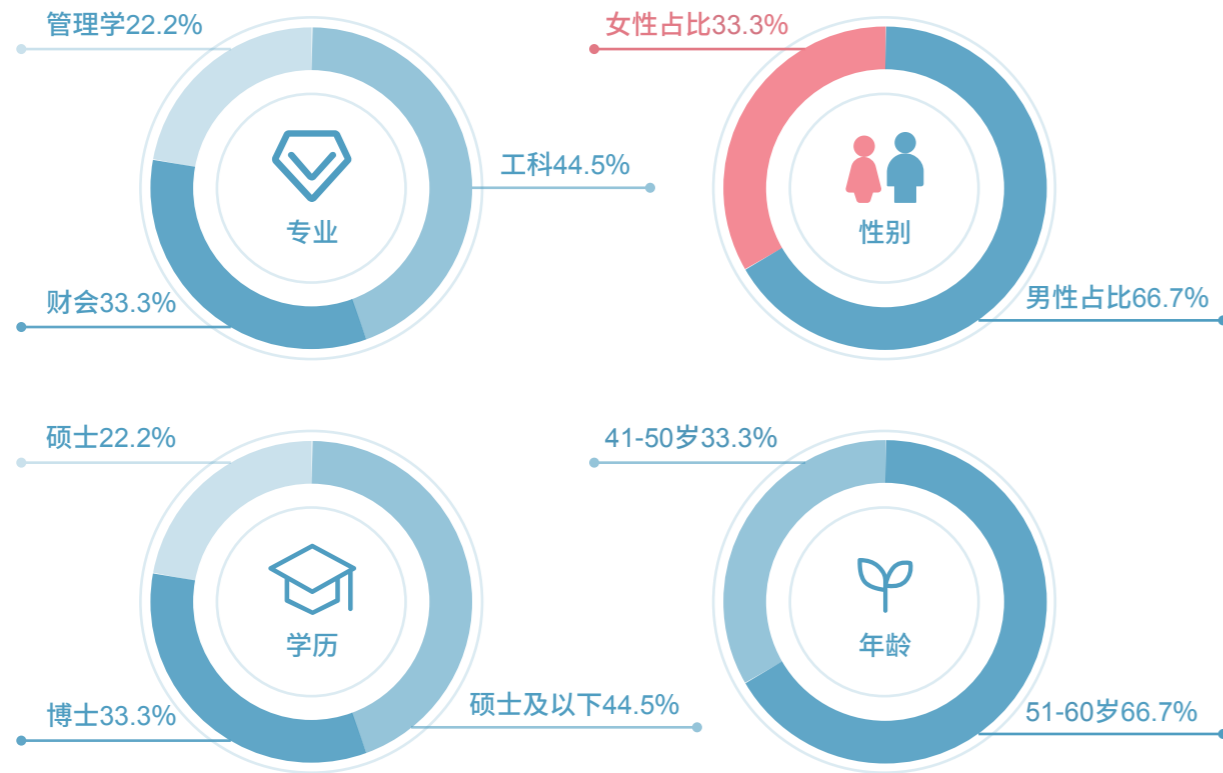 管理学22.2%
工科44.5%
专业
财会33.3%
女性占比33.3%
性别
男性占比66.7%
硕士22.2%
学历
博士33.3%
硕士及以下44.5%
41-50岁33.3%
年龄
51-60岁66.7%